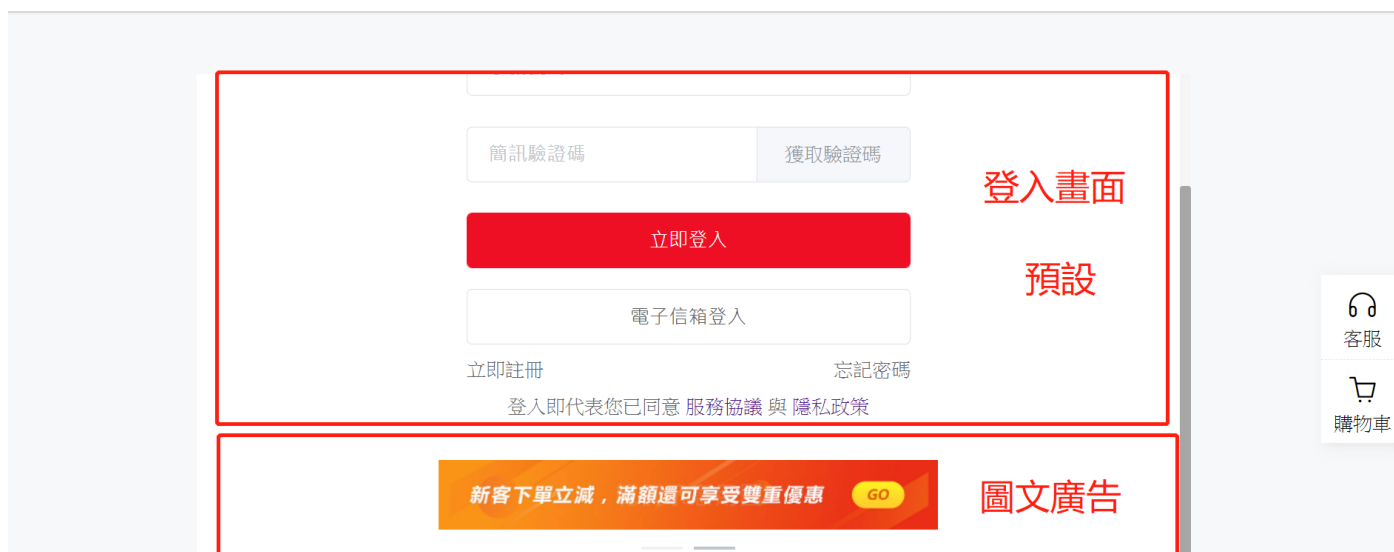 簡訊驗證碼
獲取驗證碼
登入畫面
立即登入
預設
電子信箱登入
立即註冊
忘記密碼
登入即代表您已同意 服務協議 與 隱私政策
客服
購物車
新客下單立減，滿額還可享受雙重優惠
GO
圖文廣告